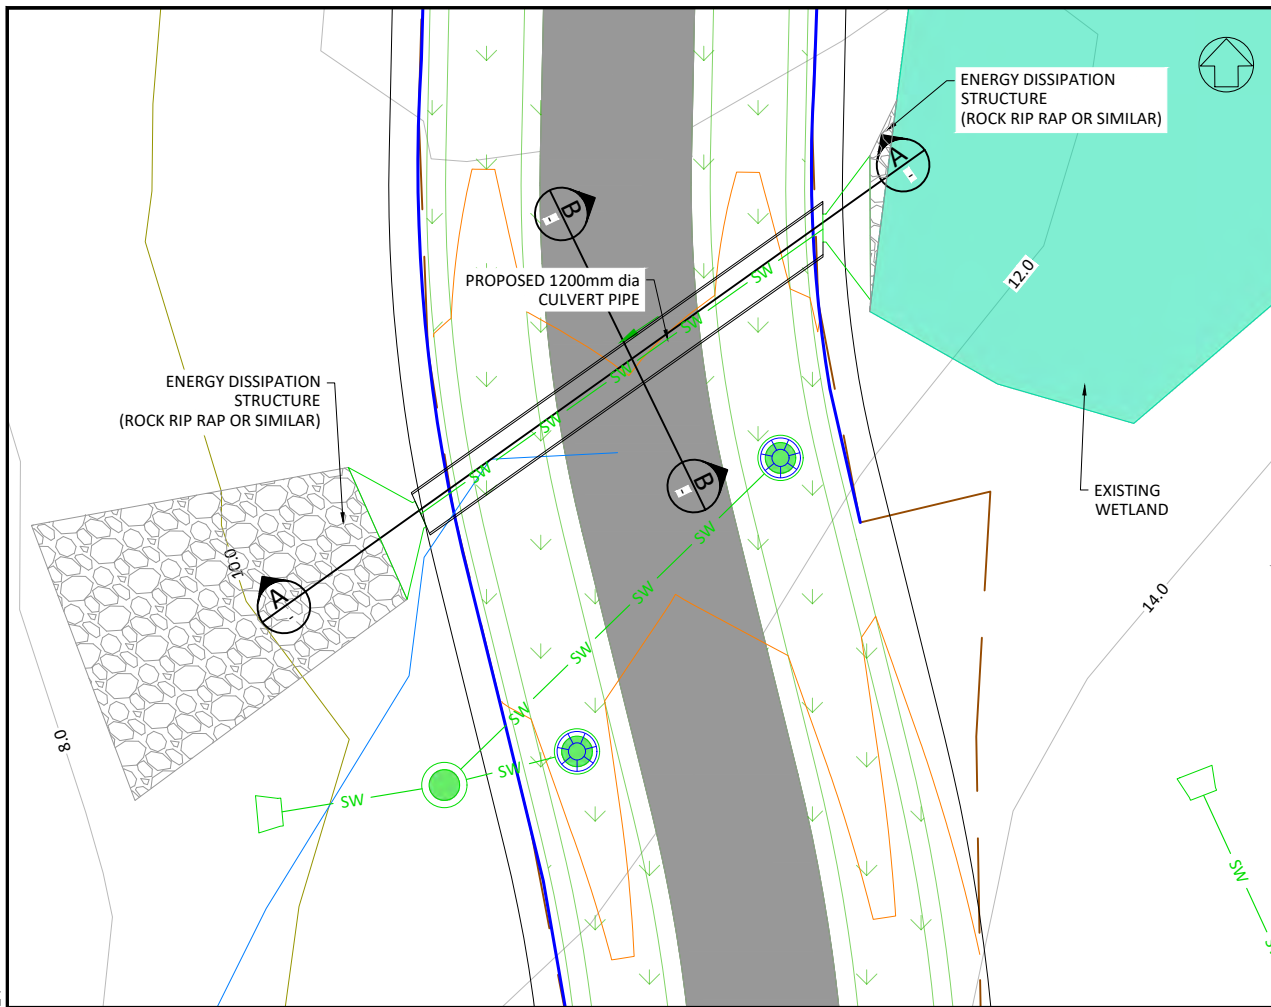 ENERGY DISSIPATION
STRUCTURE
(ROCK RIP RAP OR SIMILAR)
A
-
B
-
12.0
SW
PROPOSED 1200mm dia
CULVERT PIPE
SW
SW
ENERGY DISSIPATION
STRUCTURE
(ROCK RIP RAP OR SIMILAR)
SW
SW
B
-
EXISTING
WETLAND
SW
10.0
A
-
SW
14.0
SW
SW
8.0
SW
SW
SW